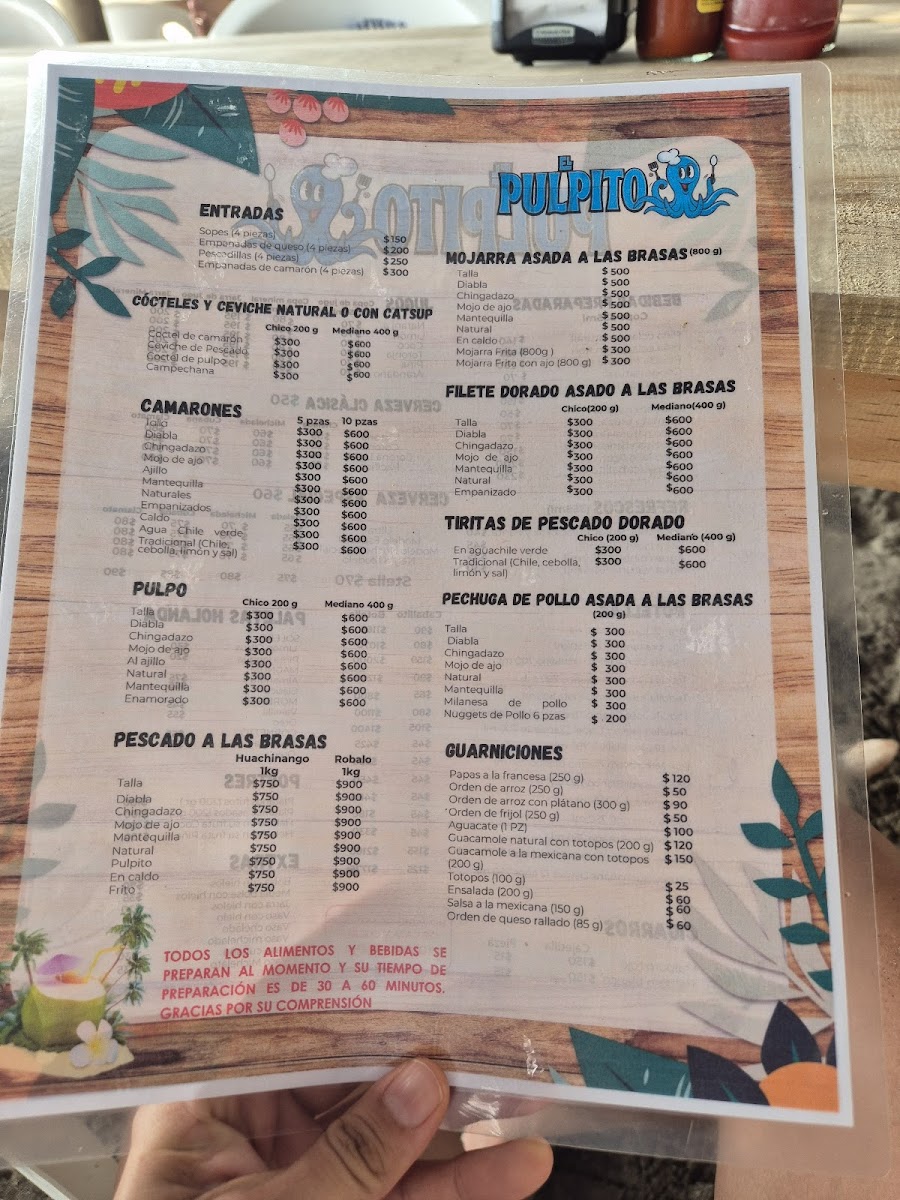 EL
PULPITO
ENTRADAS
Sopes (4 piezas) $150
Empanadas de queso (4 piezas) $200
Pescadillas (4 piezas) $250
Empanadas de camarón (4 piezas) $300
CÓCTELES Y CEVICHE NATURAL O CON CATSUP
Chico 200 g Mediano 400 g
Coctel de camarón $300 $600
Ceviche de Pescado $300 $600
Coctel de pulpo $300 $600
Campechana $300 $600
CAMARONES
5 pzas 10 pzas
Talla $300 $600
Diabla $300 $600
Chingadazo $300 $600
Mojo de ajo $300 $600
Ajillo $300 $600
Mantequilla $300 $600
Naturales $300 $600
Empanizados $300 $600
Caldo $300 $600
Agua Chile verde $300 $600
Tradicional (Chile, $300 $600
cebolla, limón y sal)
PULPO
Chico 200 g Mediano 400 g
Talla $300 $600
Diabla $300 $600
Chingadazo $300 $600
Mojo de ajo $300 $600
Al ajillo $300 $600
Natural $300 $600
Mantequilla $300 $600
Enamorado $300 $600
PESCADO A LAS BRASAS
Huachinango Robalo
1kg 1kg
Talla $750 $900
Diabla $750 $900
Chingadazo $750 $900
Mojo de ajo $750 $900
Mantequilla $750 $900
Natural $750 $900
Pulpito $750 $900
En caldo $750 $900
Frito $750 $900
TODOS LOS ALIMENTOS Y BEBIDAS SE
PREPARAN AL MOMENTO Y SU TIEMPO DE
PREPARACIÓN ES DE 30 A 60 MINUTOS.
GRACIAS POR SU COMPRENSIÓN
MOJARRA ASADA A LAS BRASAS (800 g)
Talla $500
Diabla $500
Chingadazo $500
Mojo de ajo $500
Mantequilla $500
Natural $500
En caldo $500
Mojarra Frita (800g ) $300
Mojarra Frita con ajo (800 g) $300
FILETE DORADO ASADO A LAS BRASAS
Chico(200 g) Mediano(400 g)
Talla $300 $600
Diabla $300 $600
Chingadazo $300 $600
Mojo de ajo $300 $600
Mantequilla $300 $600
Natural $300 $600
Empanizado $300 $600
TIRITAS DE PESCADO DORADO
Chico (200 g) Mediano (400 g)
En aguachile verde $300 $600
Tradicional (Chile, cebolla, $300 $600
limón y sal)
PECHUGA DE POLLO ASADA A LAS BRASAS
(200 g)
Talla $ 300
Diabla $ 300
Chingadazo $ 300
Mojo de ajo $ 300
Natural $ 300
Mantequilla $ 300
Milanesa de pollo $ 300
Nuggets de Pollo 6 pzas $ 200
GUARNICIONES
Papas a la francesa (250 g) $120
Orden de arroz (250 g) $50
Orden de arroz con plátano (300 g) $90
Orden de frijol (250 g) $50
Aguacate (1 PZ) $100
Guacamole natural con totopos (200 g) $120
Guacamole a la mexicana con totopos $150
(200 g)
Totopos (100 g) $25
Ensalada (200 g) $60
Salsa a la mexicana (150 g) $60
Orden de queso rallado (85 g) $60